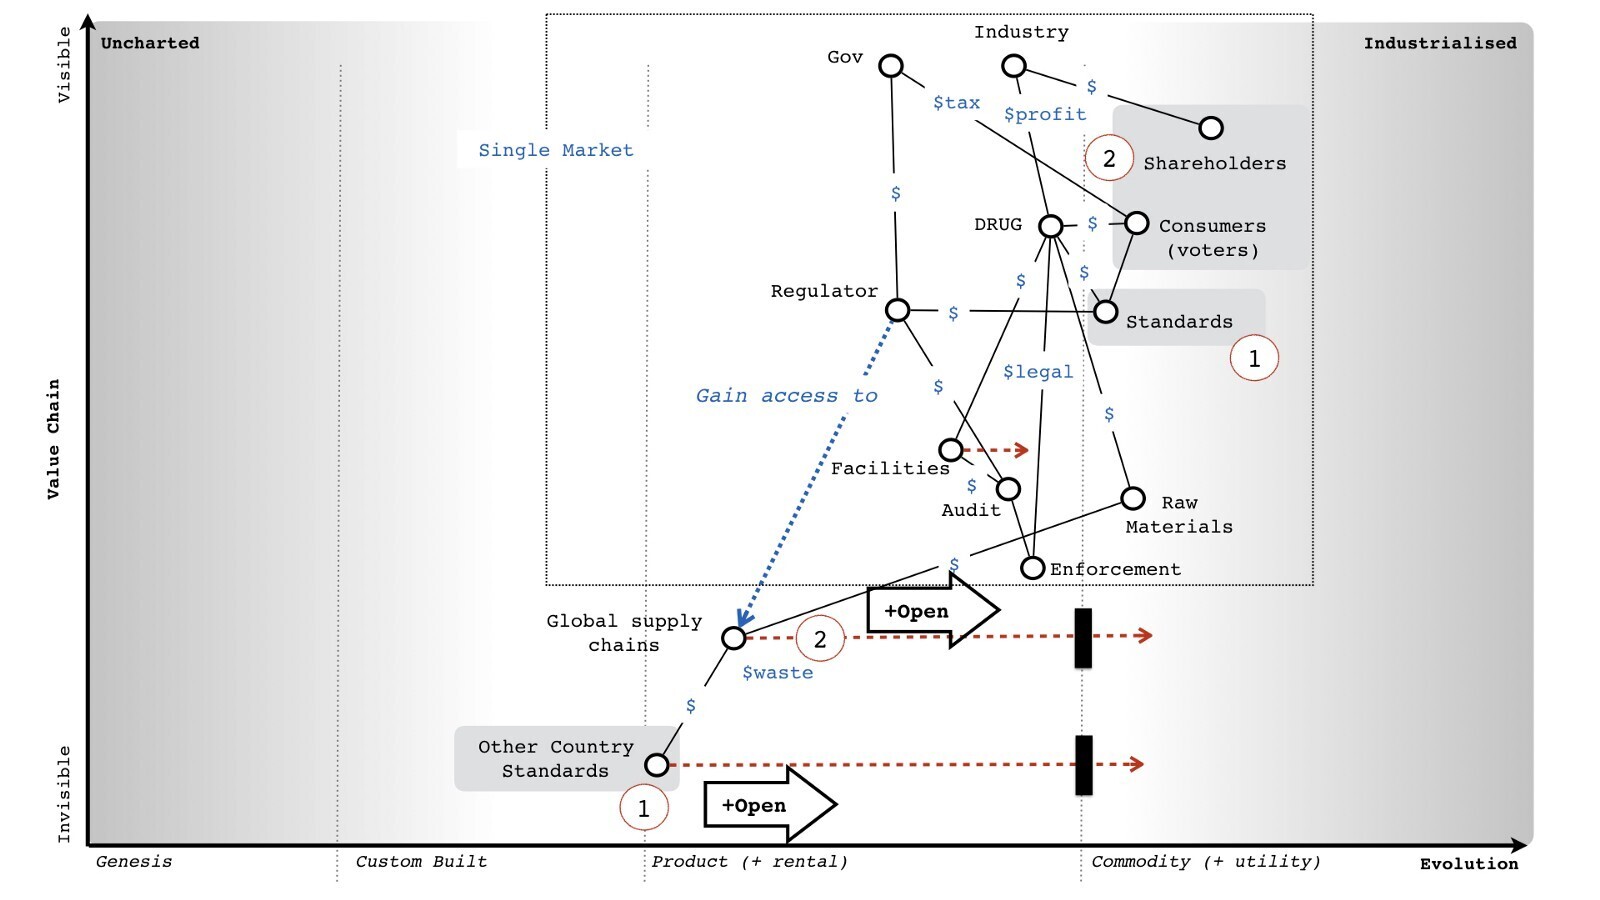 Visible
Uncharted
Industrialised
Industry
Gov
$
$tax
$profit
Single Market
2
Shareholders
$
DRUG
$
Consumers
(voters)
$
$
Regulator
$
Standards
1
$legal
$
Gain access to
$
Value Chain
Facilities
$
Audit
Raw
Materials
$
Enforcement
+Open
Global supply
chains
2
$waste
$
Other Country
Standards
1
+Open
Invisible
Genesis
Custom Built
Product (+ rental)
Commodity (+ utility)
Evolution